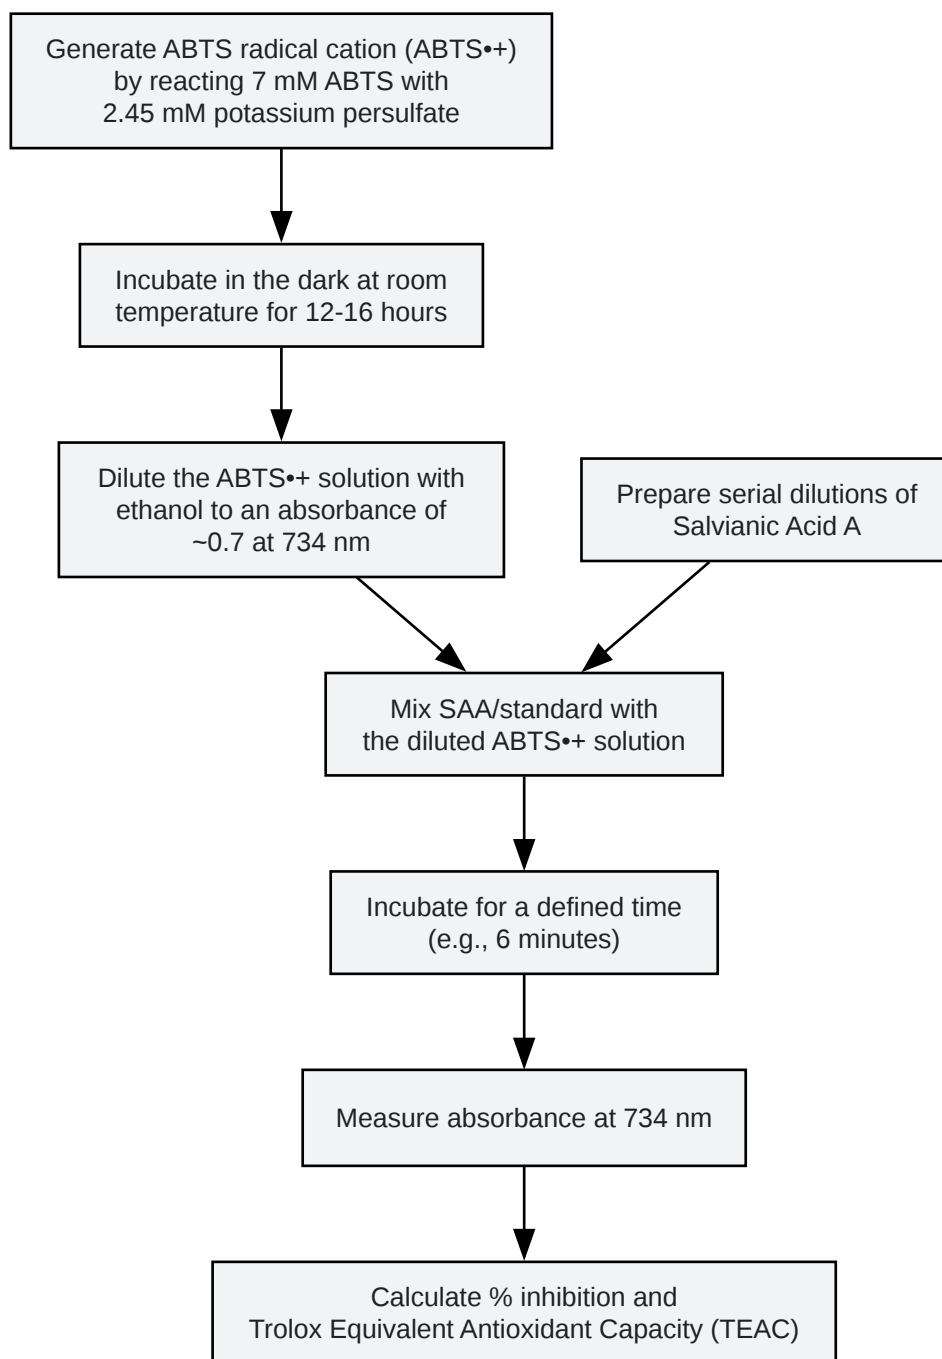 Generate ABTS radical cation (ABTS•+)
by reacting 7 mM ABTS with
2.45 mM potassium persulfate
Incubate in the dark at room
temperature for 12-16 hours
Dilute the ABTS•+ solution with
ethanol to an absorbance of
~0.7 at 734 nm
Prepare serial dilutions of
Salvianic Acid A
Mix SAA/standard with
the diluted ABTS•+ solution
Incubate for a defined time
(e.g., 6 minutes)
Measure absorbance at 734 nm
Calculate % inhibition and
Trolox Equivalent Antioxidant Capacity (TEAC)